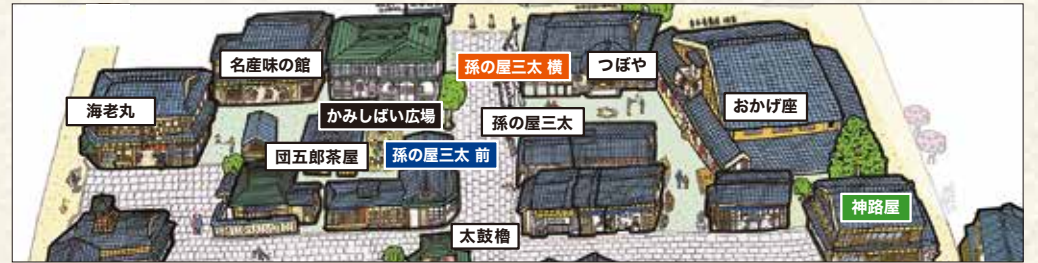 名産味の館
孫の屋三太 横
つぼや
海老丸
かみしばい広場
孫の屋三太
おかげ座
団五郎茶屋
孫の屋三太 前
神路屋
太鼓櫓